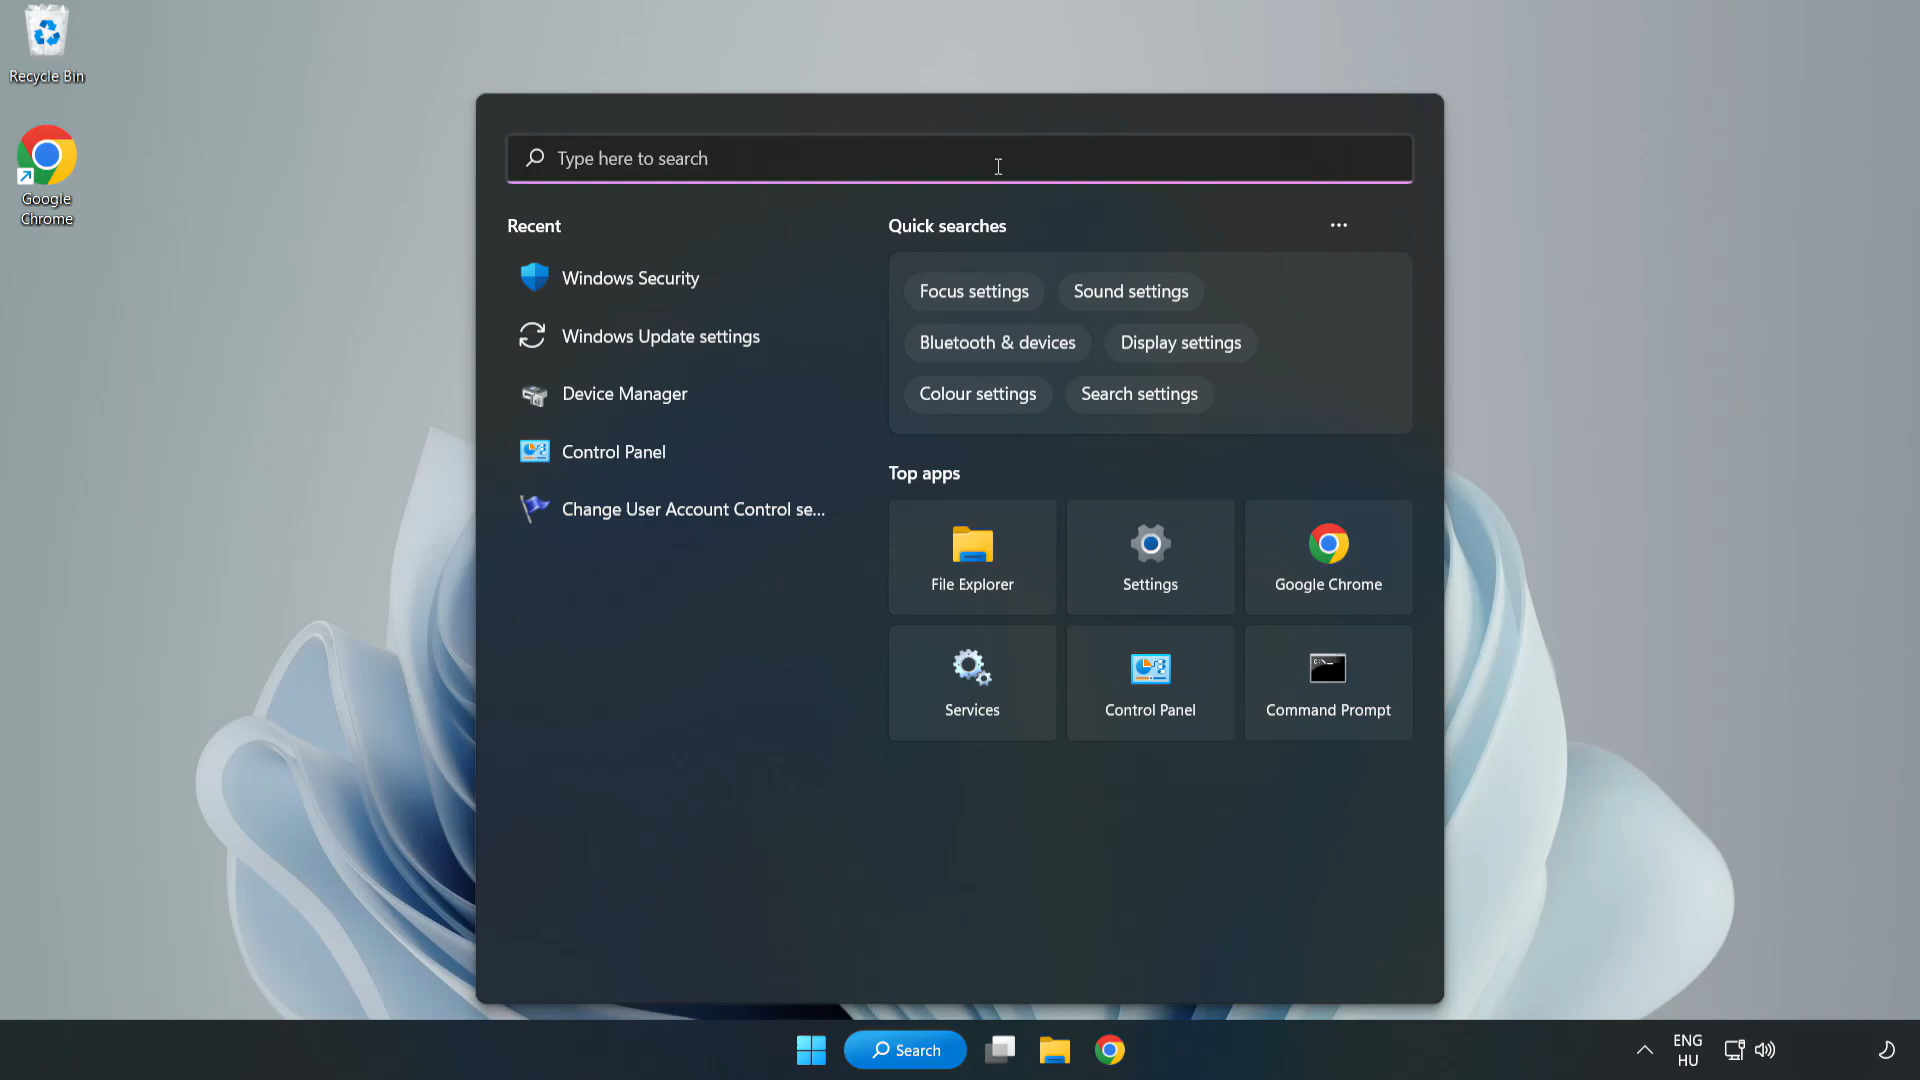 Recycle Bin
Google
Chrome
Type here to search
Recent
Windows Security
Windows Update settings
Device Manager
Control Panel
Change User Account Control se...
Quick searches
Focus settings
Sound settings
Bluetooth & devices
Display settings
Colour settings
Search settings
Top apps
File Explorer
Settings
Google Chrome
Services
Control Panel
Command Prompt
Search
ENG
HU